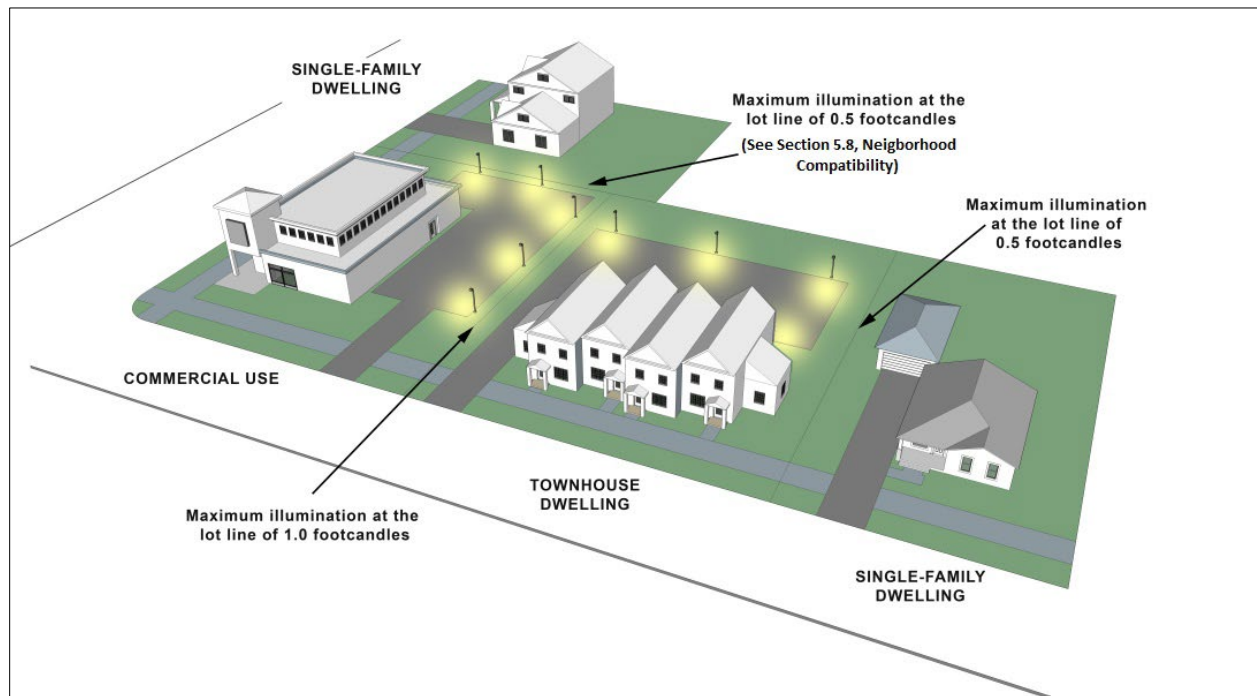 SINGLE-FAMILY
DWELLING
Maximum illumination at the
lot line of 0.5 footcandles
(See Section 5.8, Neigborhood
Compatibility)
Maximum illumination
at the lot line of
0.5 footcandles
COMMERCIAL USE
TOWNHOUSE
DWELLING
Maximum illumination at the
lot line of 1.0 footcandles
SINGLE-FAMILY
DWELLING